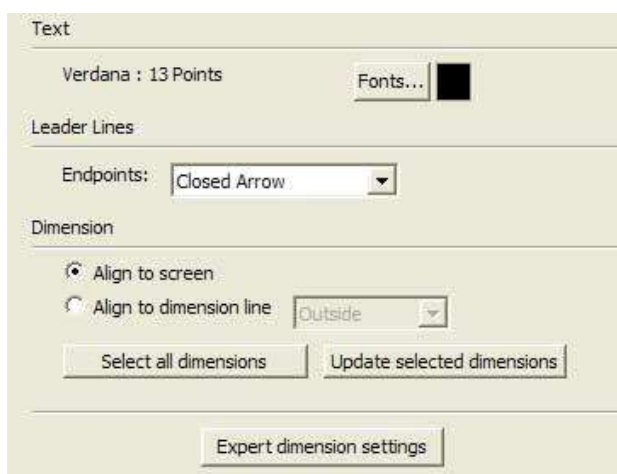 Text
Verdana : 13 Points Fonts...
Leader Lines
Endpoints: Closed Arrow
Dimension
Align to screen
Align to dimension line Outside
Select all dimensions Update selected dimensions
Expert dimension settings